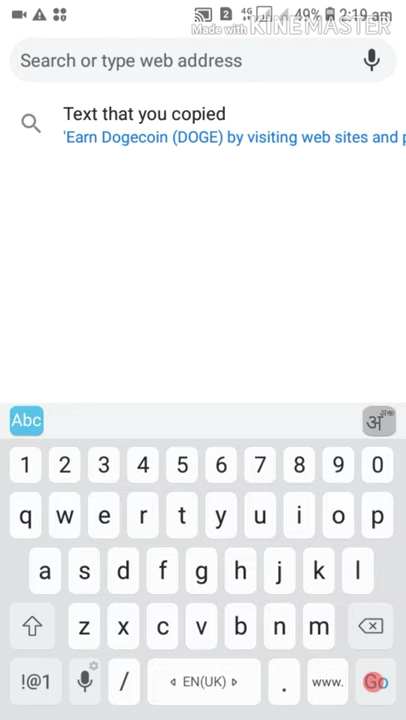 4G 49% 2:19 am
Made with KINEMASTER
Search or type web address
Text that you copied
'Earn Dogecoin (DOGE) by visiting web sites and p
Abc अ
1 2 3 4 5 6 7 8 9 0
q w e r t y u i o p
a s d f g h j k l
z x c v b n m
!@1 / EN(UK) . www. Go